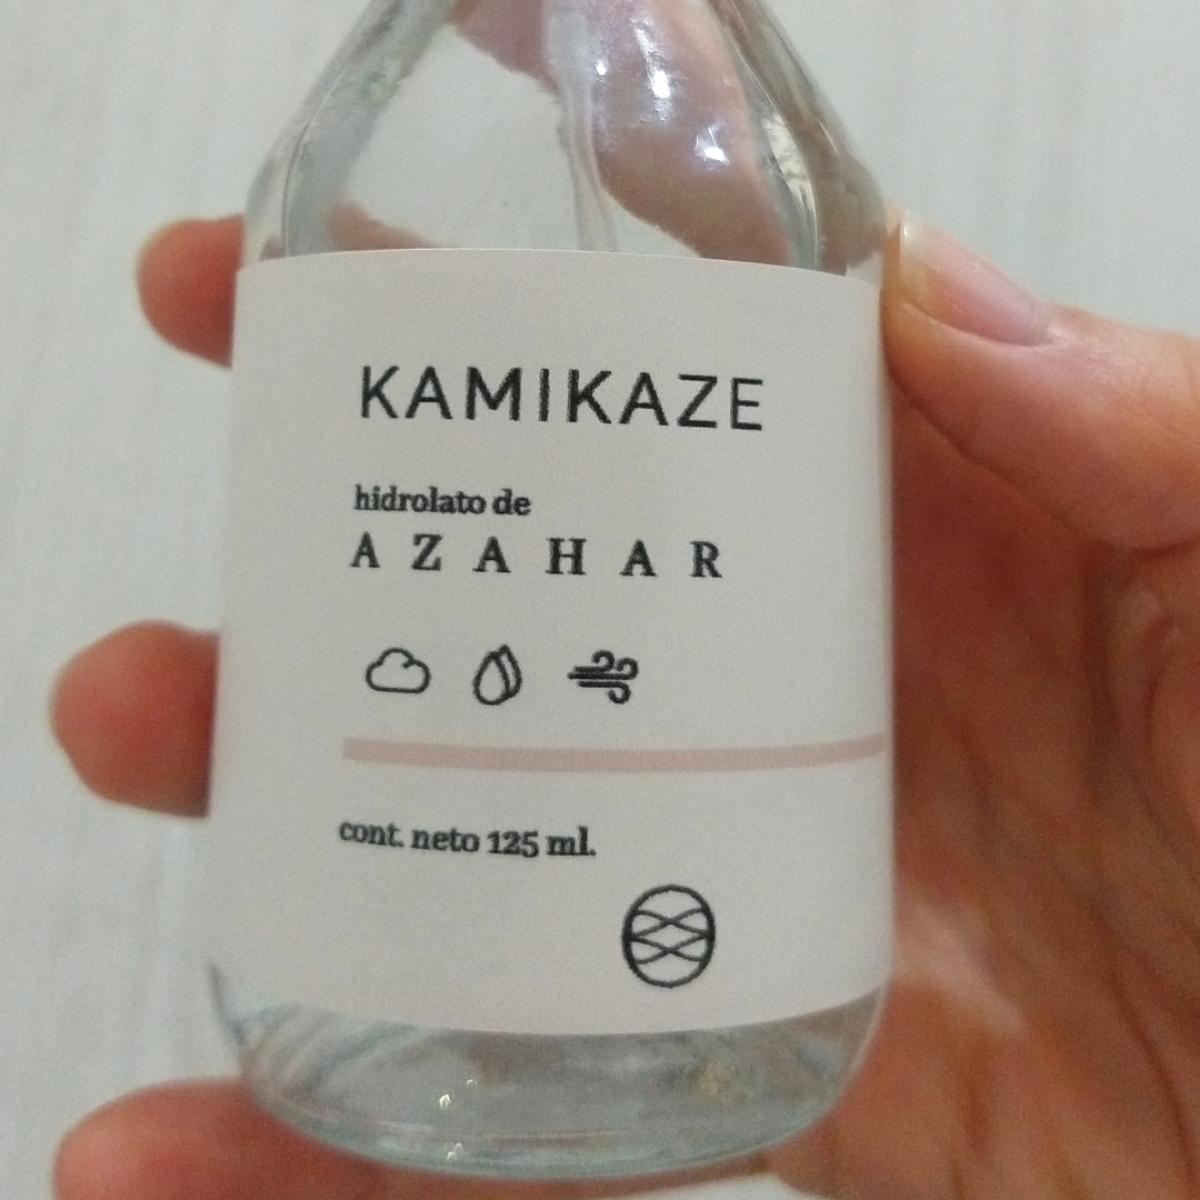 KAMIKAZE
hidrolato de
AZAHAR
cont. neto 125 ml.